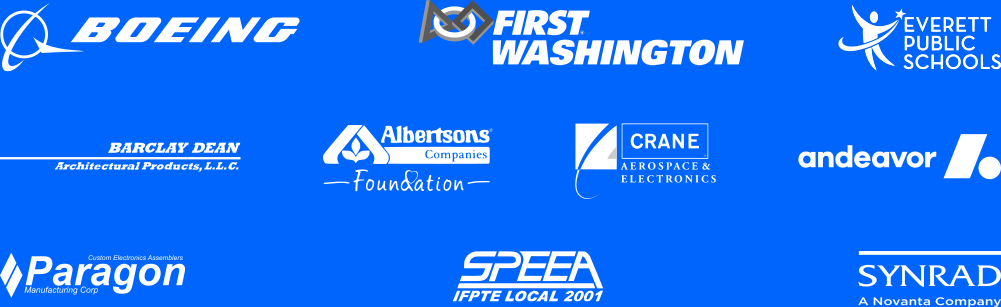 BOEING
FIRST
WASHINGTON
EVERETT
PUBLIC
SCHOOLS
BARCLAY DEAN
Architectural Products, L.L.C.
Albertsons
Companies
Foundation
CRANE
AEROSPACE &
ELECTRONICS
andeavor
Custom Electronics Assemblers
Paragon
Manufacturing Corp
SPEEA
IFPTE LOCAL 2001
SYNRAD
A Novanta Company